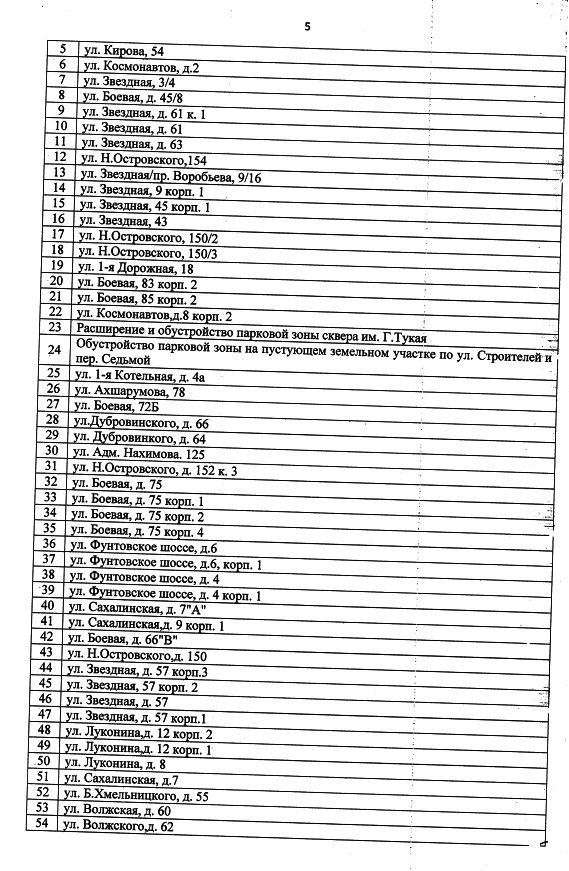 5
5 ул. Кирова, 54
6 ул. Космонавтов, д.2
7 ул. Звездная, 3/4
8 ул. Боевая, д. 45/8
9 ул. Звездная, д. 61 к. 1
10 ул. Звездная, д. 61
11 ул. Звездная, д. 63
12 ул. Н.Островского,154
13 ул. Звездная/пр. Воробьева, 9/16
14 ул. Звездная, 9 корп. 1
15 ул. Звездная, 45 корп. 1
16 ул. Звездная, 43
17 ул. Н.Островского, 150/2
18 ул. Н.Островского, 150/3
19 ул. 1-я Дорожная, 18
20 ул. Боевая, 83 корп. 2
21 ул. Боевая, 85 корп. 2
22 ул. Космонавтов,д.8 корп. 2
23 Расширение и обустройство парковой зоны сквера им. Г.Тукая
24 Обустройство парковой зоны на пустующем земельном участке по ул. Строителей и
пер. Седьмой
25 ул. 1-я Котельная, д. 4а
26 ул. Ахшарумова, 78
27 ул. Боевая, 72Б
28 ул.Дубровинского, д. 66
29 ул. Дубровинкого, д. 64
30 ул. Адм. Нахимова. 125
31 ул. Н.Островского, д. 152 к. 3
32 ул. Боевая, д. 75
33 ул. Боевая, д. 75 корп. 1
34 ул. Боевая, д. 75 корп. 2
35 ул. Боевая, д. 75 корп. 4
36 ул. Фунтовское шоссе, д.6
37 ул. Фунтовское шоссе, д.6, корп. 1
38 ул. Фунтовское шоссе, д. 4
39 ул. Фунтовское шоссе, д. 4 корп. 1
40 ул. Сахалинская, д. 7"А"
41 ул. Сахалинская,д. 9 корп. 1
42 ул. Боевая, д. 66"В"
43 ул. Н.Островского,д. 150
44 ул. Звездная, д. 57 корп.3
45 ул. Звездная, 57 корп. 2
46 ул. Звездная, д. 57
47 ул. Звездная, д. 57 корп.1
48 ул. Луконина,д. 12 корп. 2
49 ул. Луконина,д. 12 корп. 1
50 ул. Луконина, д. 8
51 ул. Сахалинская, д.7
52 ул. Б.Хмельницкого, д. 55
53 ул. Волжская, д. 60
54 ул. Волжского,д. 62